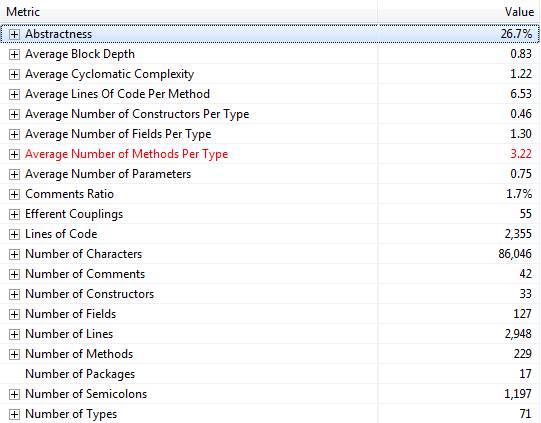 Metric Value
Abstractness 26.7%
Average Block Depth 0.83
Average Cyclomatic Complexity 1.22
Average Lines Of Code Per Method 6.53
Average Number of Constructors Per Type 0.46
Average Number of Fields Per Type 1.30
Average Number of Methods Per Type 3.22
Average Number of Parameters 0.75
Comments Ratio 1.7%
Efferent Couplings 55
Lines of Code 2,355
Number of Characters 86,046
Number of Comments 42
Number of Constructors 33
Number of Fields 127
Number of Lines 2,948
Number of Methods 229
Number of Packages 17
Number of Semicolons 1,197
Number of Types 71